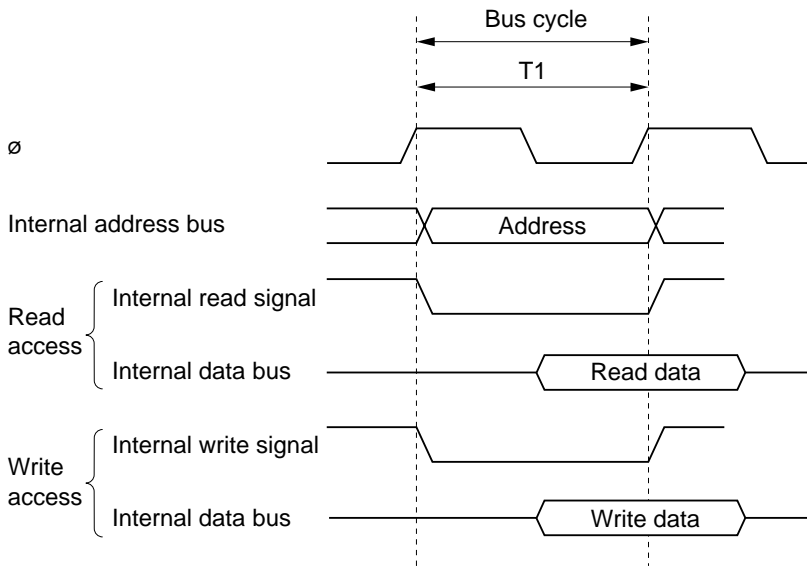 Bus cycle
T1
ø
Internal address bus
Address
Read
access
Internal read signal
Internal data bus
Read data
Write
access
Internal write signal
Internal data bus
Write data